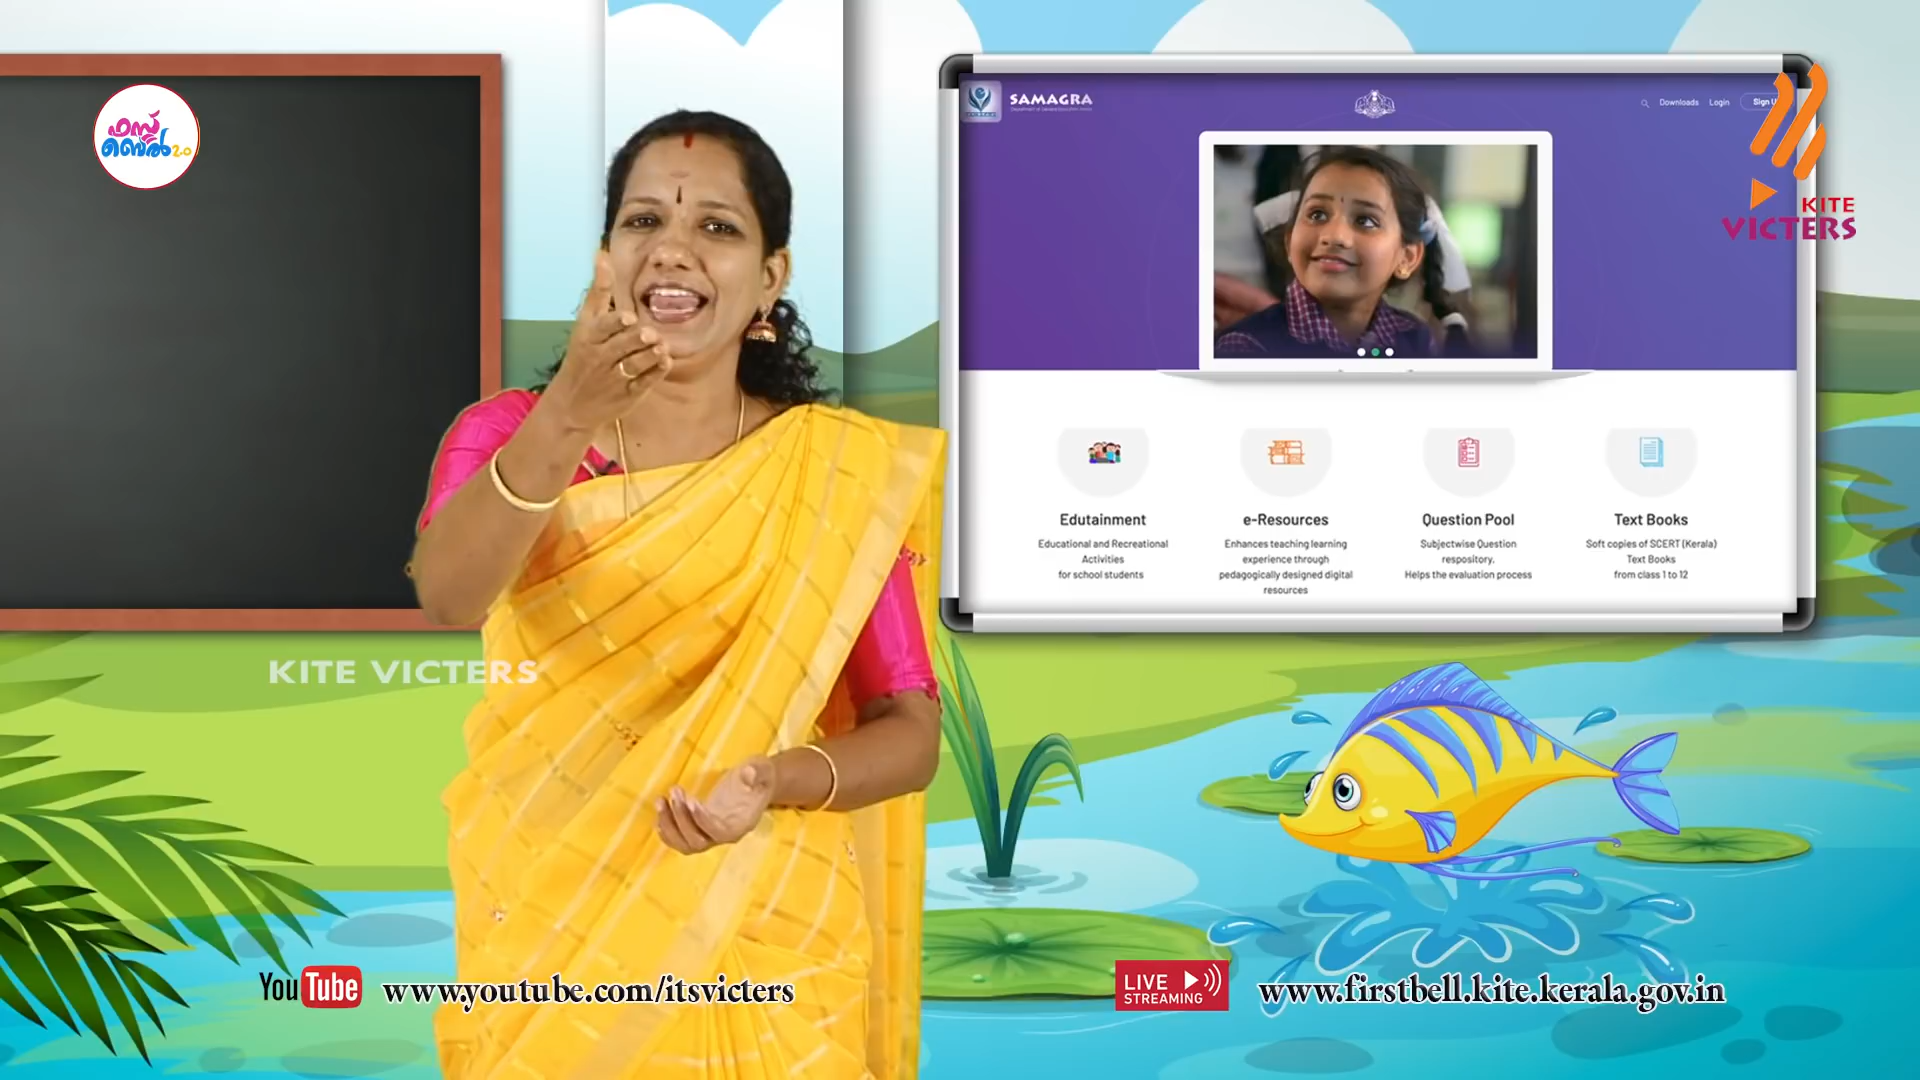 ഫസ്റ്റ്
ബെൽ 2.0
SAMAGRA
Downloads Login Sign U
KITE
VICTERS
Edutainment
Educational and Recreational
Activities
for school students
e-Resources
Enhances teaching learning
experience through
pedagogically designed digital
resources
Question Pool
Subjectwise Question
respository.
Helps the evaluation process
Text Books
Soft copies of SCERT (Kerala)
Text Books
from class 1 to 12
KITE VICTERS
YouTube www.youtube.com/itsvicters
LIVE
STREAMING
www.firstbell.kite.kerala.gov.in